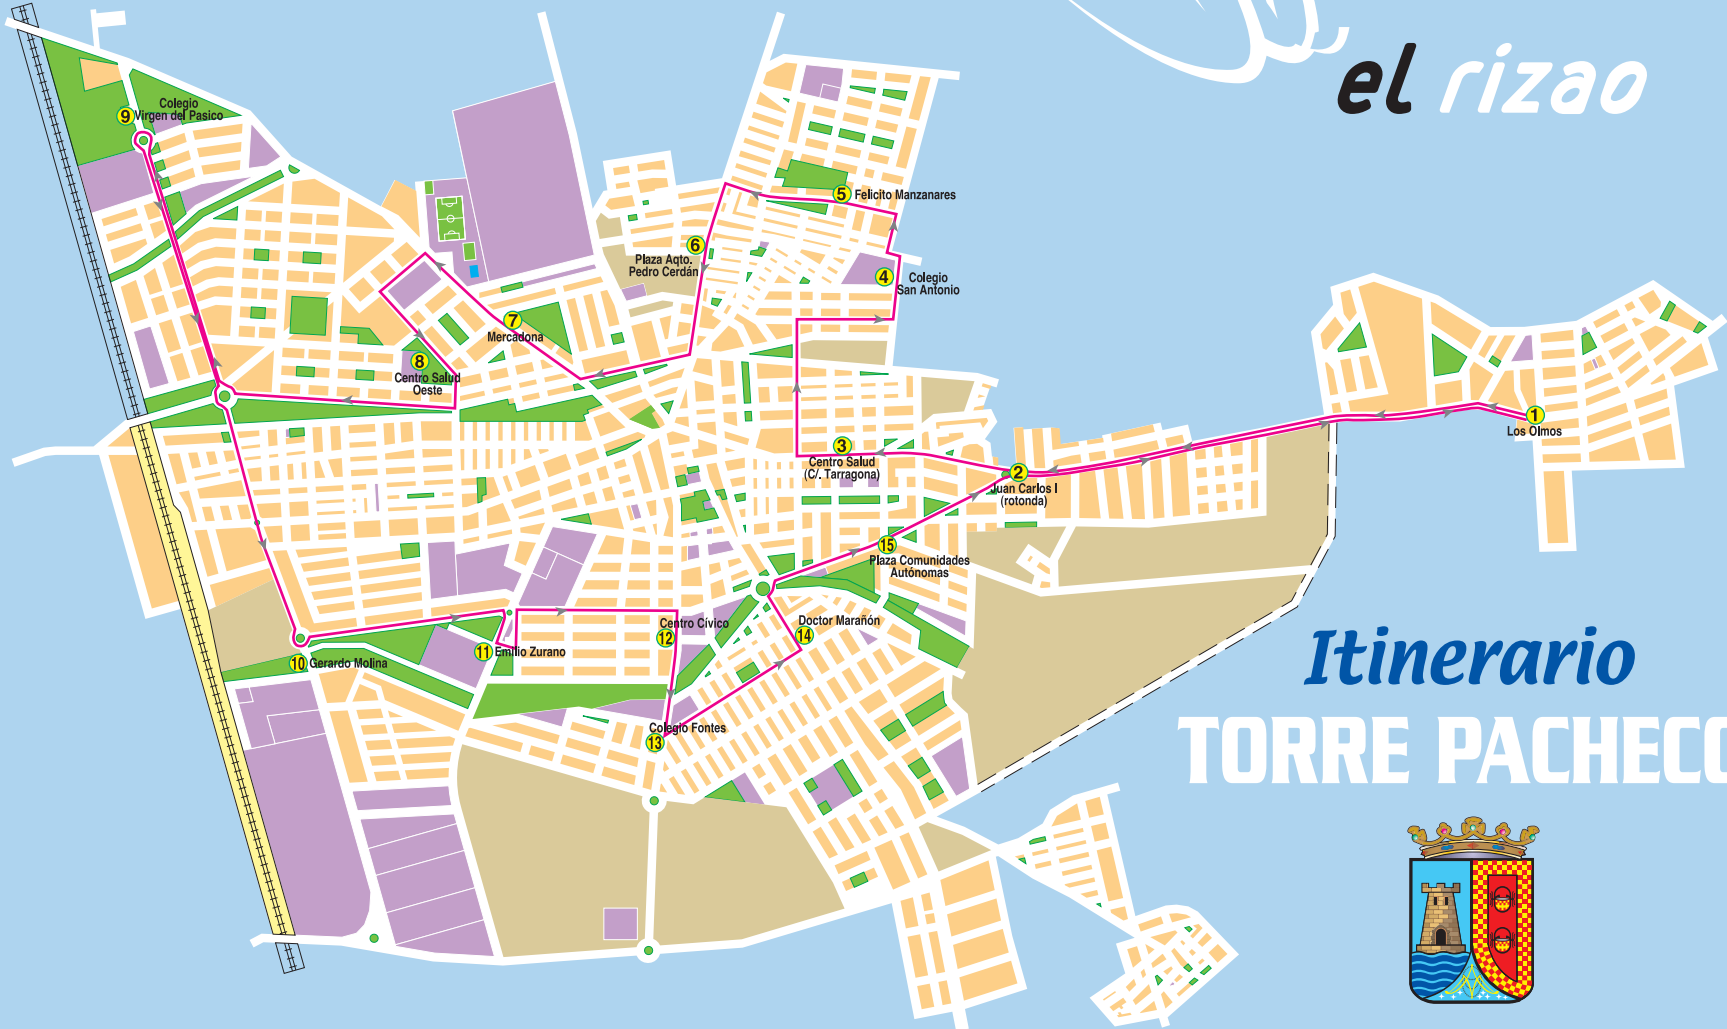 el rizao
9
Colegio
Virgen del Pasico
5
Felicito Manzanares
6
Plaza Aqto.
Pedro Cerdán
4
Colegio
San Antonio
7
Mercadona
8
Centro Salud
Oeste
1
Los Olmos
3
Centro Salud
(C/. Tarragona)
2
Juan Carlos I
(rotonda)
15
Plaza Comunidades
Autónomas
14
Doctor Marañón
12
Centro Cívico
11
Emilio Zurano
10
Gerardo Molina
13
Colegio Fontes
Itinerario
TORRE PACHECO